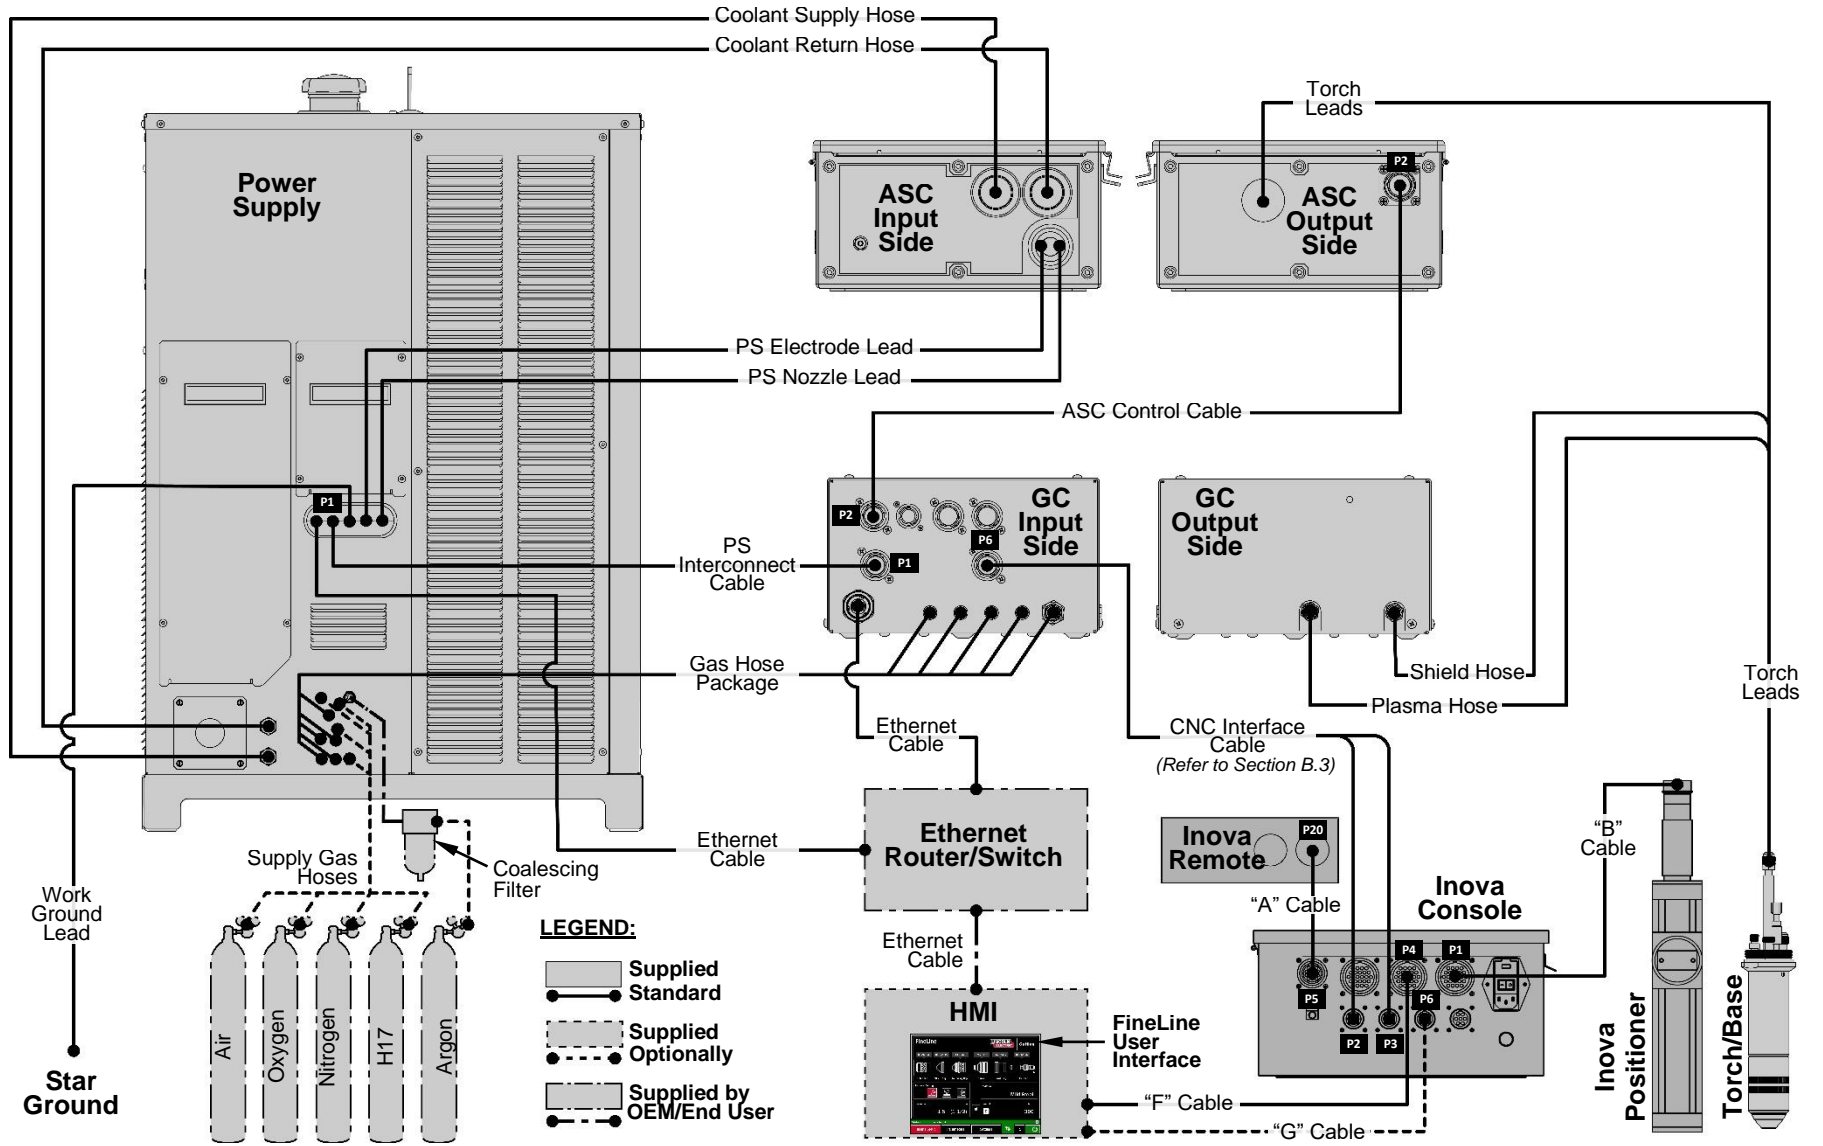 Coolant Supply Hose
Coolant Return Hose
Torch
Leads
Power
Supply
ASC
Input
Side
P2
ASC
Output
Side
PS Electrode Lead
PS Nozzle Lead
ASC Control Cable
P1
P2
GC
Input
Side
P6
P1
GC
Output
Side
PS
Interconnect
Cable
Gas Hose
Package
Shield Hose
Plasma Hose
Torch
Leads
Ethernet
Cable
CNC Interface
Cable
(Refer to Section B.3)
Ethernet
Router/Switch
Ethernet
Cable
Inova
Remote
P20
“B”
Cable
Supply Gas
Hoses
Coalescing
Filter
Work
Ground
Lead
“A” Cable
Inova
Console
Ethernet
Cable
P4
P1
P5
P6
P2
P3
LEGEND:
Supplied
Standard
Supplied
Optionally
Supplied by
OEM/End User
Air
Oxygen
Nitrogen
H17
Argon
Star
Ground
HMI
FineLine
FineLine
User
Interface
“F” Cable
“G” Cable
Inova
Positioner
Torch/Base